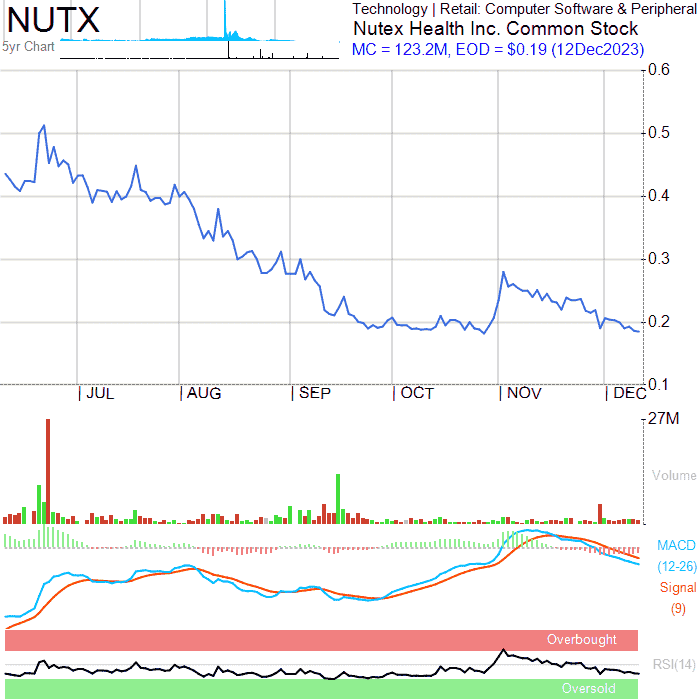 NUTX
5yr Chart
Technology | Retail: Computer Software & Peripheral
Nutex Health Inc. Common Stock
MC = 123.2M, EOD = $0.19 (12Dec2023)
0.6
0.5
0.4
0.3
0.2
0.1
| JUL | AUG | SEP | OCT | NOV | DEC
27M
Volume
MACD
(12-26)
Signal
(9)
Overbought
RSI(14)
Oversold